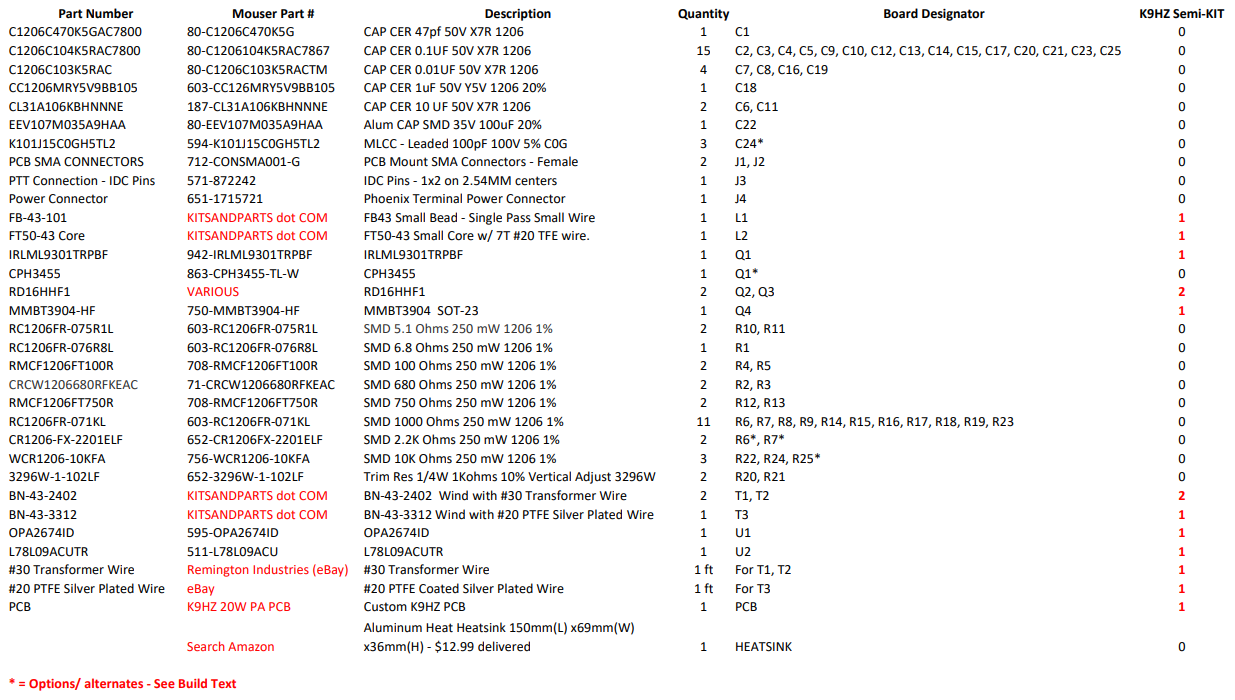 Part Number Mouser Part # Description Quantity Board Designator K9HZ Semi-KIT
C1206C470K5GAC7800 80-C1206C470K5G CAP CER 47pf 50V X7R 1206 1 C1 0
C1206C104K5RAC7800 80-C1206104K5RAC7867 CAP CER 0.1UF 50V X7R 1206 15 C2, C3, C4, C5, C9, C10, C12, C13, C14, C15, C17, C20, C21, C23, C25 0
C1206C103K5RAC 80-C1206C103K5RACTM CAP CER 0.01UF 50V X7R 1206 4 C7, C8, C16, C19 0
CC1206MRY5V9BB105 603-CC126MRY5V9BB105 CAP CER 1uF 50V Y5V 1206 20% 1 C18 0
CL31A106KBHNNNE 187-CL31A106KBHNNNE CAP CER 10 UF 50V X7R 1206 2 C6, C11 0
EEV107M035A9HAA 80-EEV107M035A9HAA Alum CAP SMD 35V 100uF 20% 1 C22 0
K101J15C0GH5TL2 594-K101J15C0GH5TL2 MLCC - Leaded 100pF 100V 5% C0G 3 C24* 0
PCB SMA CONNECTORS 712-CONSMA001-G PCB Mount SMA Connectors - Female 2 J1, J2 0
PTT Connection - IDC Pins 571-872242 IDC Pins - 1x2 on 2.54MM centers 1 J3 0
Power Connector 651-1715721 Phoenix Terminal Power Connector 1 J4 0
FB-43-101 KITSANDPARTS dot COM FB43 Small Bead - Single Pass Small Wire 1 L1 1
FT50-43 Core KITSANDPARTS dot COM FT50-43 Small Core w/ 7T #20 TFE wire. 1 L2 1
IRLML9301TRPBF 942-IRLML9301TRPBF IRLML9301TRPBF 1 Q1 1
CPH3455 863-CPH3455-TL-W CPH3455 1 Q1* 0
RD16HHF1 VARIOUS RD16HHF1 2 Q2, Q3 2
MMBT3904-HF 750-MMBT3904-HF MMBT3904 SOT-23 1 Q4 1
RC1206FR-075R1L 603-RC1206FR-075R1L SMD 5.1 Ohms 250 mW 1206 1% 2 R10, R11 0
RC1206FR-076R8L 603-RC1206FR-076R8L SMD 6.8 Ohms 250 mW 1206 1% 1 R1 0
RMCF1206FT100R 708-RMCF1206FT100R SMD 100 Ohms 250 mW 1206 1% 2 R4, R5 0
CRCW1206680RFKEAC 71-CRCW1206680RFKEAC SMD 680 Ohms 250 mW 1206 1% 2 R2, R3 0
RMCF1206FT750R 708-RMCF1206FT750R SMD 750 Ohms 250 mW 1206 1% 2 R12, R13 0
RC1206FR-071KL 603-RC1206FR-071KL SMD 1000 Ohms 250 mW 1206 1% 11 R6, R7, R8, R9, R14, R15, R16, R17, R18, R19, R23 0
CR1206-FX-2201ELF 652-CR1206FX-2201ELF SMD 2.2K Ohms 250 mW 1206 1% 2 R6*, R7* 0
WCR1206-10KFA 756-WCR1206-10KFA SMD 10K Ohms 250 mW 1206 1% 3 R22, R24, R25* 0
3296W-1-102LF 652-3296W-1-102LF Trim Res 1/4W 1Kohms 10% Vertical Adjust 3296W 2 R20, R21 0
BN-43-2402 KITSANDPARTS dot COM BN-43-2402 Wind with #30 Transformer Wire 2 T1, T2 2
BN-43-3312 KITSANDPARTS dot COM BN-43-3312 Wind with #20 PTFE Silver Plated Wire 1 T3 1
OPA2674ID 595-OPA2674ID OPA2674ID 1 U1 1
L78L09ACUTR 511-L78L09ACU L78L09ACUTR 1 U2 1
#30 Transformer Wire Remington Industries (eBay) #30 Transformer Wire 1 ft For T1, T2 1
#20 PTFE Silver Plated Wire eBay #20 PTFE Coated Silver Plated Wire 1 ft For T3 1
PCB K9HZ 20W PA PCB Custom K9HZ PCB 1 PCB 1
Aluminum Heat Heatsink 150mm(L) x69mm(W)
Search Amazon x36mm(H) - $12.99 delivered 1 HEATSINK 0
* = Options/ alternates - See Build Text